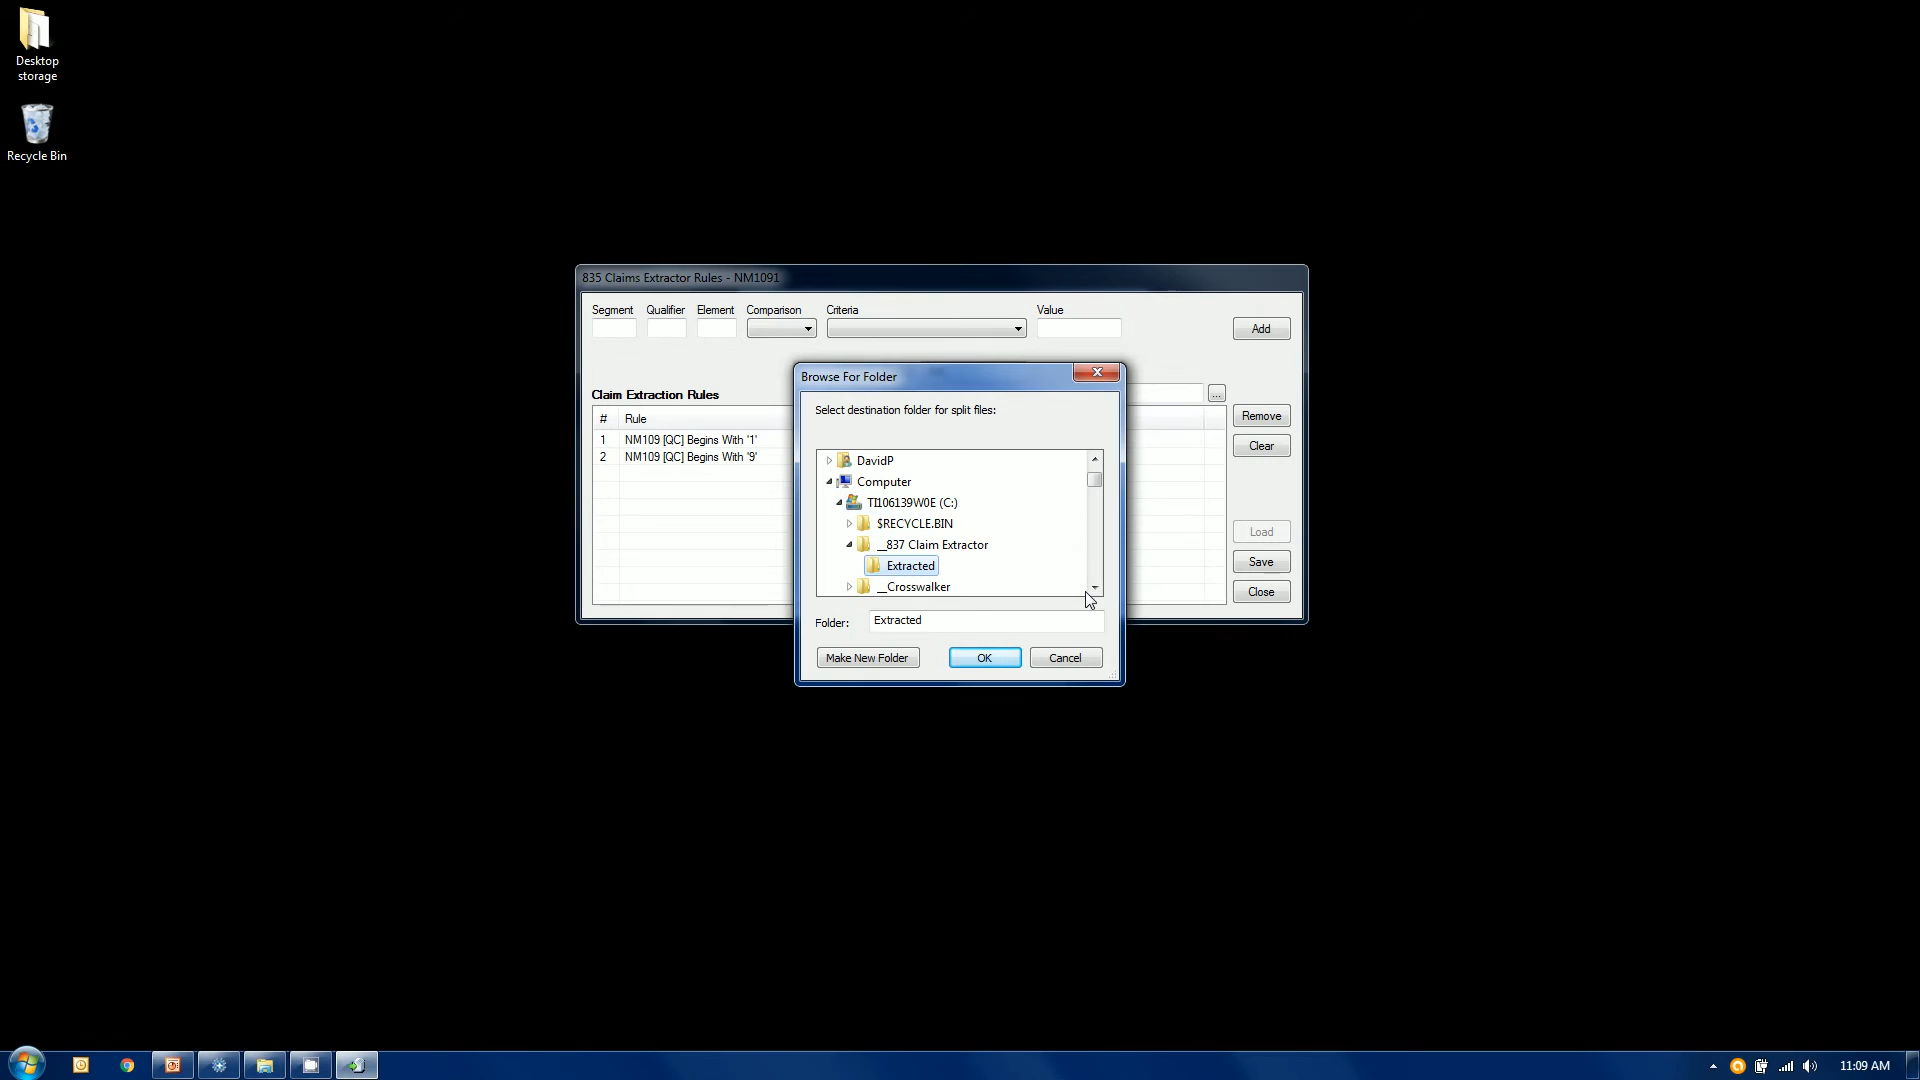 Desktop
storage
Recycle Bin
835 Claims Extractor Rules - NM1091
Segment Qualifier Element Comparison Criteria Value
Add
Claim Extraction Rules
...
# Rule
1 NM109 [QC] Begins With '1'
2 NM109 [QC] Begins With '9'
Remove
Clear
Load
Save
Close
Browse For Folder
Select destination folder for split files:
DavidP
Computer
TI106139W0E (C:)
$RECYCLE.BIN
__837 Claim Extractor
Extracted
__Crosswalker
Folder: Extracted
Make New Folder OK Cancel
11:09 AM